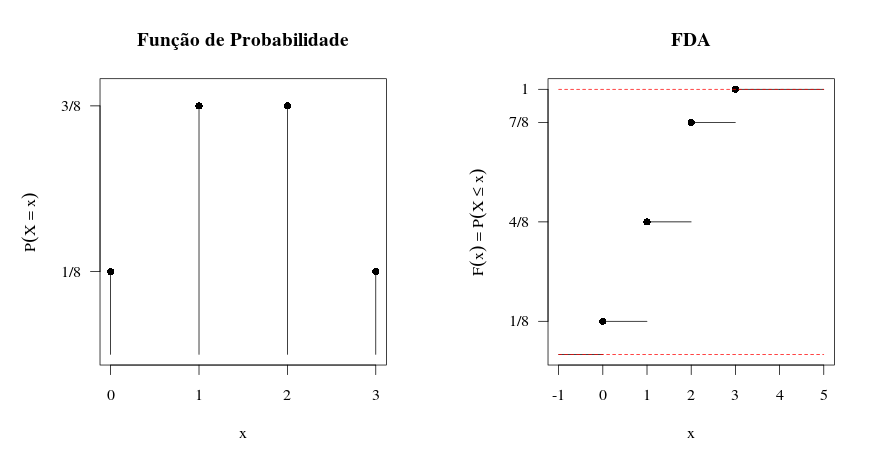 Função de Probabilidade
P(X = x)
3/8
1/8
0 1 2 3
x
FDA
F(x) = P(X ≤ x)
1
7/8
4/8
1/8
-1 0 1 2 3 4 5
x